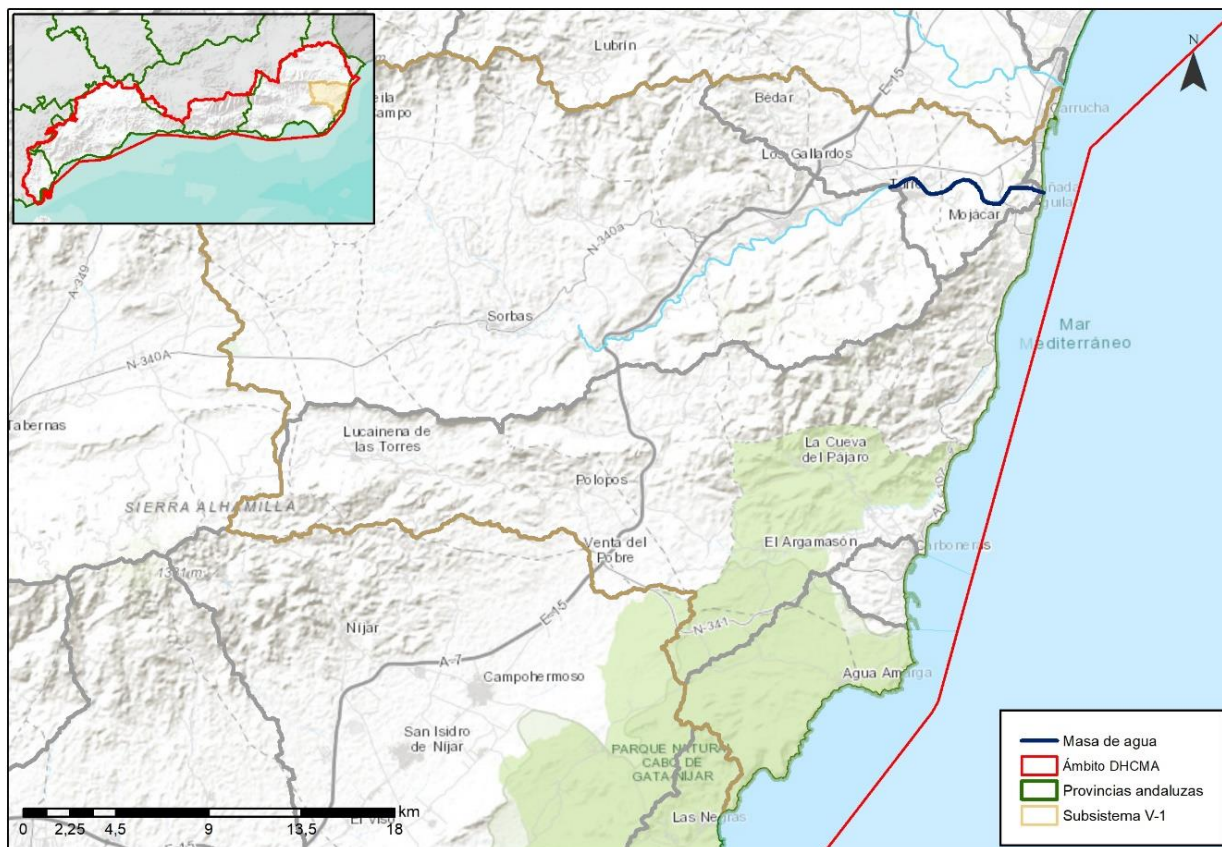 N
Lubrín
Bédar
E-15
Los Gallardos
Mojácar
A-349
N-340a
Sorbas
Mar
Mediterráneo
N-340A
Tabernas
Lucainena de
las Torres
La Cueva
del Pájaro
Polopos
SIERRA ALHAMILLA
El Argamasón
Carboneras
Venta del
Pobre
E-15
Níjar
N-341
A-7
Campohermoso
Agua Amarga
San Isidro
de Níjar
PARQUE NATURAL
CABO DE
GATA-NÍJAR
Las Negras
km
0 2,25 4,5 9 13,5 18
Masa de agua
Ámbito DHCMA
Provincias andaluzas
Subsistema V-1